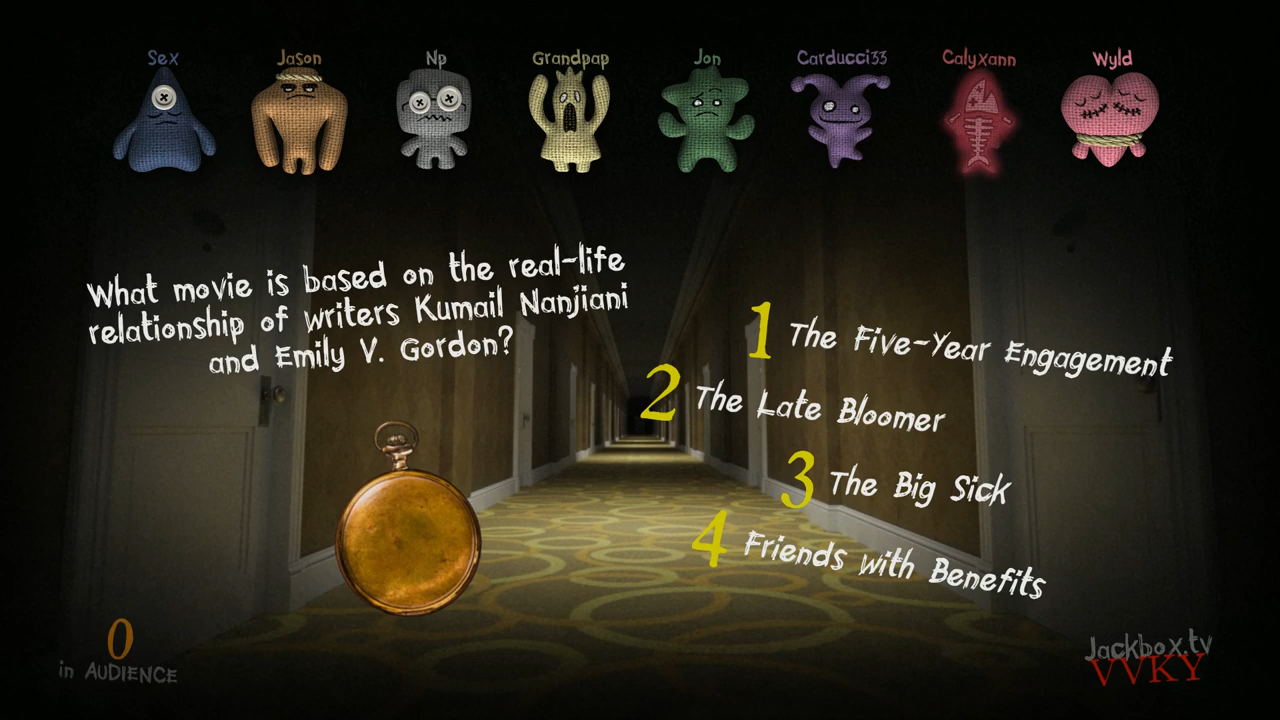 Sex
Jason
Np
Grandpap
Jon
Carducci33
Calyxann
Wyld
What movie is based on the real-life
relationship of writers Kumail Nanjiani
and Emily V. Gordon?
1 The Five-Year Engagement
2 The Late Bloomer
3 The Big Sick
4 Friends with Benefits
0
in AUDIENCE
Jackbox.tv
VVKY